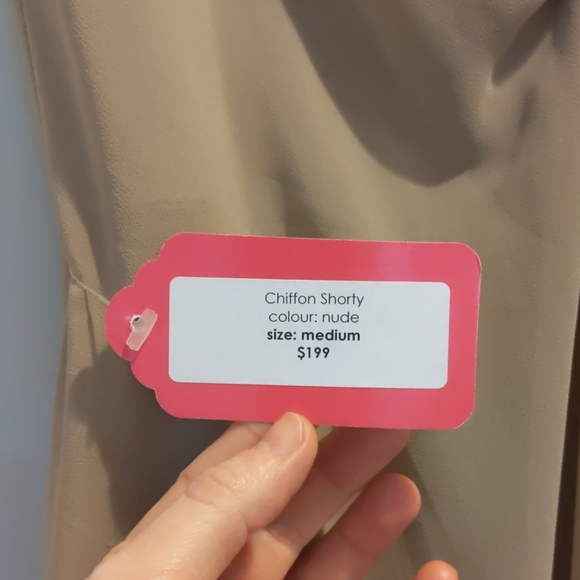 Chiffon Shorty
colour: nude
size: medium
$199